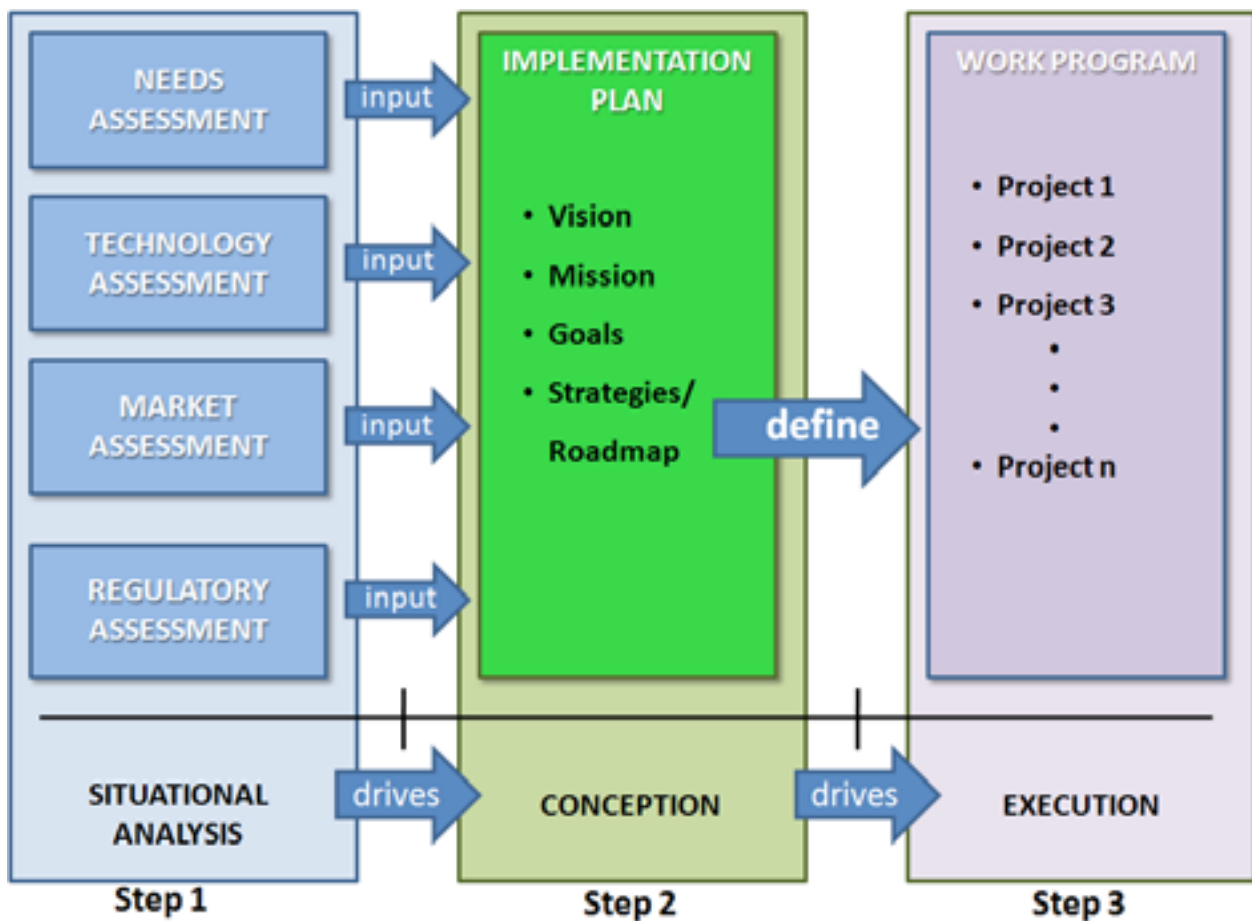 NEEDS
ASSESSMENT
input
TECHNOLOGY
ASSESSMENT
input
MARKET
ASSESSMENT
input
REGULATORY
ASSESSMENT
input
SITUATIONAL
ANALYSIS
drives
Step 1
IMPLEMENTATION
PLAN
• Vision
• Mission
• Goals
• Strategies/
Roadmap
define
CONCEPTION
drives
Step 2
WORK PROGRAM
• Project 1
• Project 2
• Project 3
•
•
•
• Project n
EXECUTION
Step 3